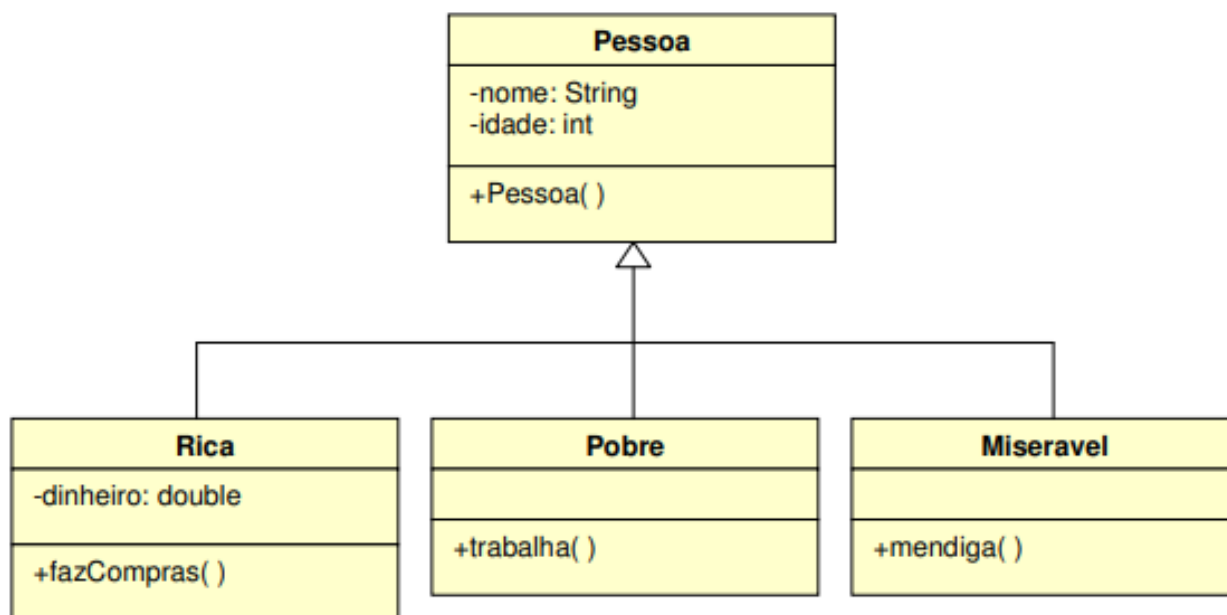 Pessoa
-nome: String
-idade: int
+Pessoa( )
Rica
-dinheiro: double
+fazCompras( )
Pobre
+trabalha( )
Miseravel
+mendiga( )